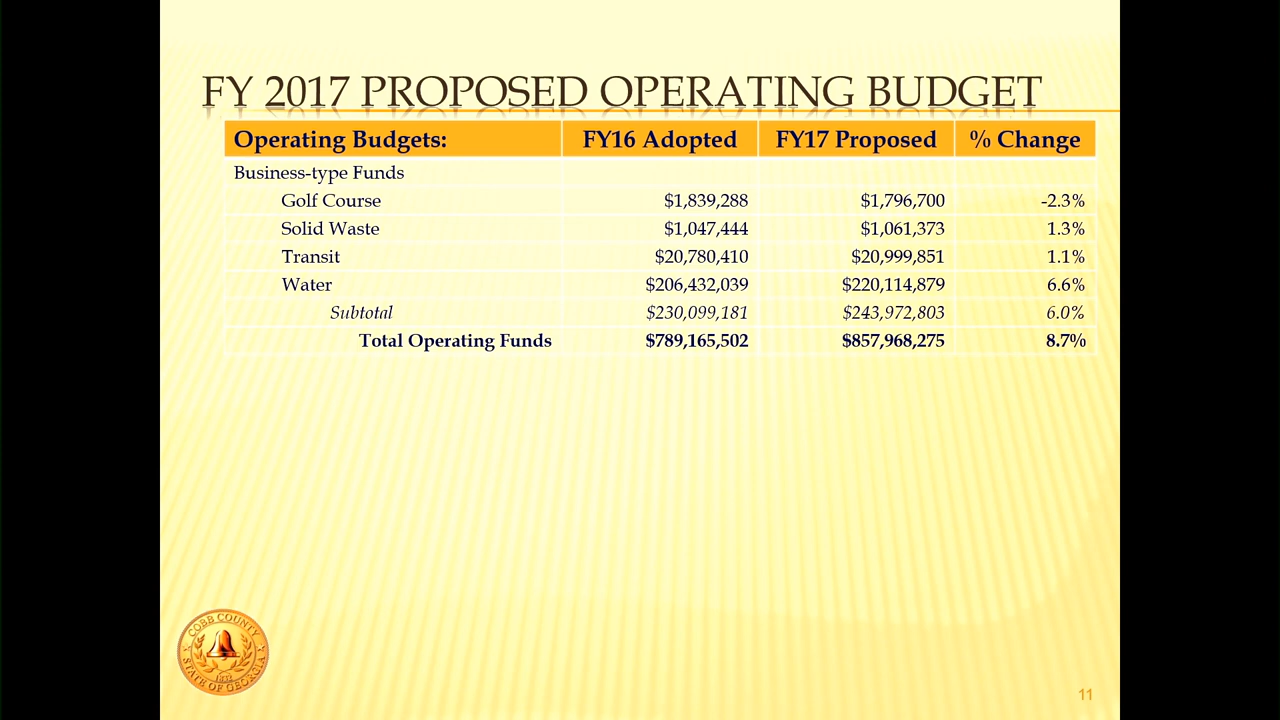 FY 2017 PROPOSED OPERATING BUDGET
Operating Budgets: FY16 Adopted FY17 Proposed % Change
Business-type Funds
Golf Course $1,839,288 $1,796,700 -2.3%
Solid Waste $1,047,444 $1,061,373 1.3%
Transit $20,780,410 $20,999,851 1.1%
Water $206,432,039 $220,114,879 6.6%
Subtotal $230,099,181 $243,972,803 6.0%
Total Operating Funds $789,165,502 $857,968,275 8.7%
COBB COUNTY
1832
STATE OF GEORGIA
11